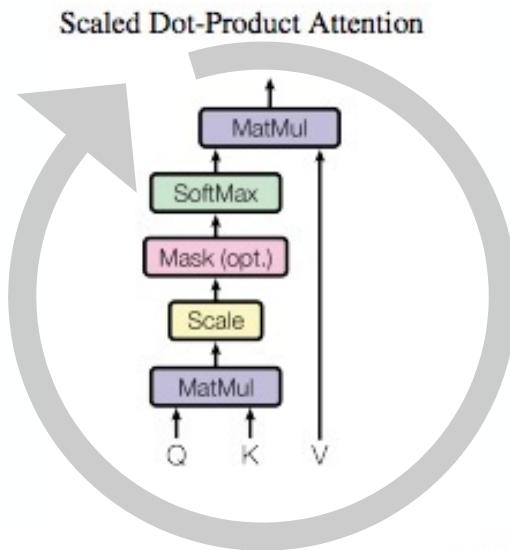 Scaled Dot-Product Attention
MatMul
SoftMax
Mask (opt.)
Scale
MatMul
Q K V